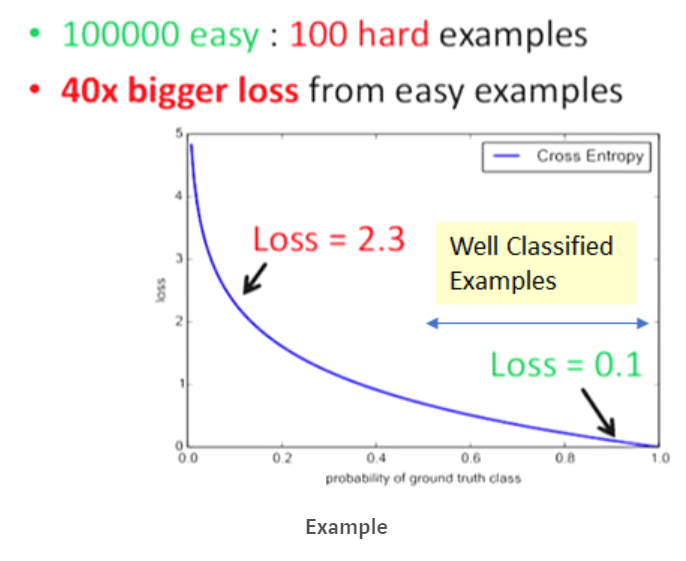 • 100000 easy : 100 hard examples
• 40x bigger loss from easy examples
5
Cross Entropy
4
Loss = 2.3
Well Classified
Examples
3
loss
2
Loss = 0.1
1
0
0.0 0.2 0.4 0.6 0.8 1.0
probability of ground truth class
Example